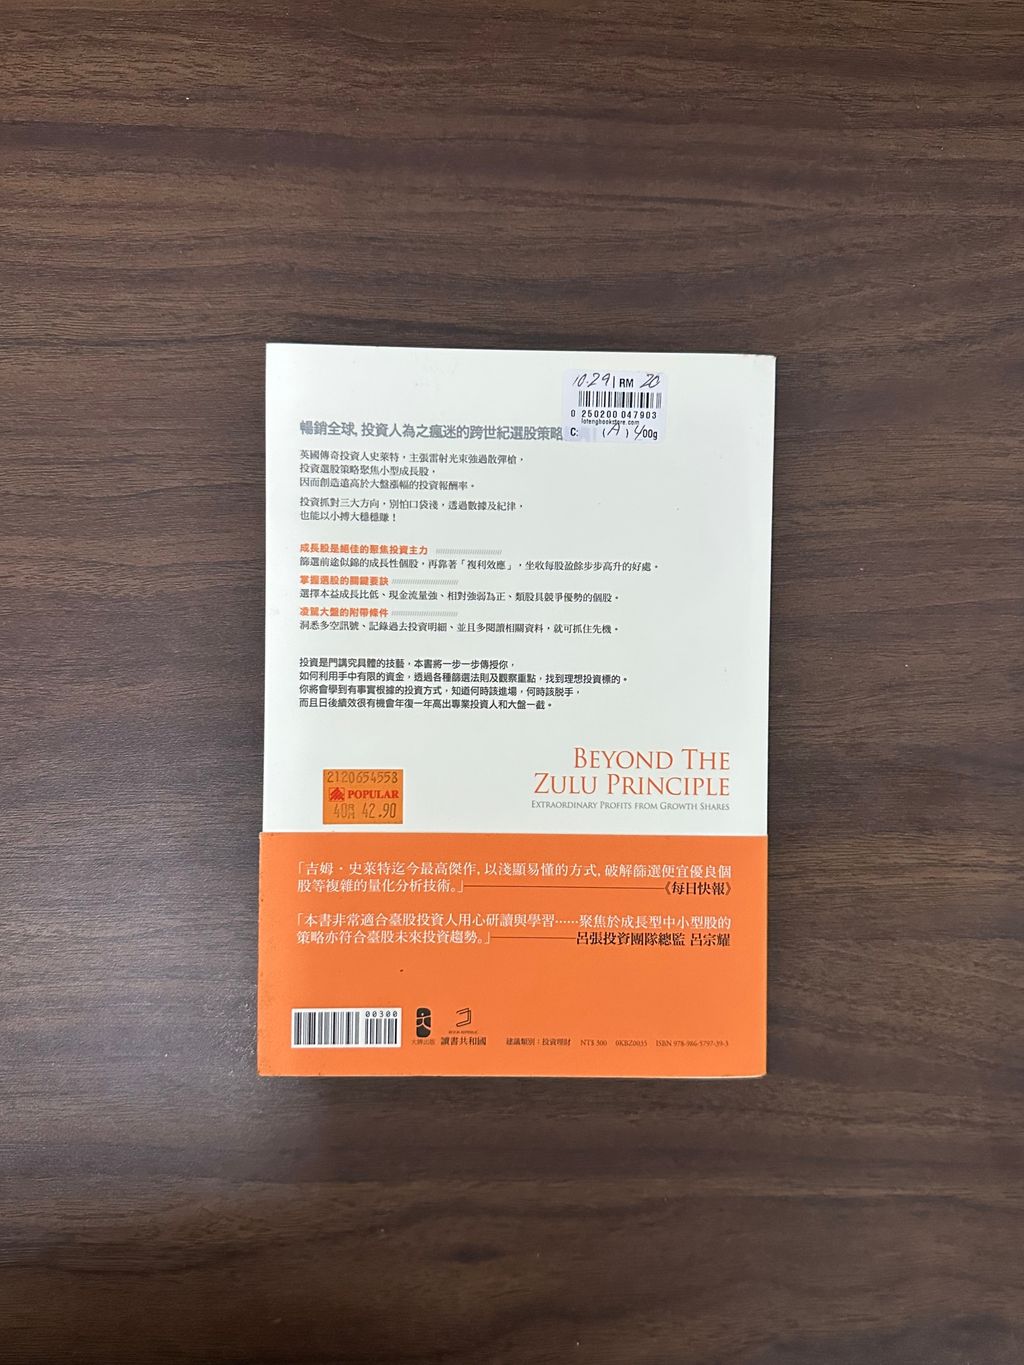 10.29 | RM 20
0 250200 047903
lotengbookstore.com
C: (A) 400g
暢銷全球, 投資人為之瘋迷的跨世紀選股策略
英國傳奇投資人史萊特，主張雷射光束強過散彈槍，
投資選股策略聚焦小型成長股，
因而創造遠高於大盤漲幅的投資報酬率。
投資抓對三大方向，別怕口袋淺，透過數據及紀律，
也能以小搏大穩穩賺！
成長股是絕佳的聚焦投資主力
篩選前途似錦的成長性個股，再靠著「複利效應」，坐收每股盈餘步步高升的好處。
掌握選股的關鍵要訣
選擇本益成長比低、現金流量強、相對強弱為正、類股具競爭優勢的個股。
凌駕大盤的附帶條件
洞悉多空訊號、記錄過去投資明細、並且多閱讀相關資料，就可抓住先機。
投資是門講究具體的技藝，本書將一步一步傳授你，
如何利用手中有限的資金，透過各種篩選法則及觀察重點，找到理想投資標的。
你將會學到有事實根據的投資方式，知道何時該進場，何時該脫手，
而且日後績效很有機會年復一年高出專業投資人和大盤一截。
BEYOND THE
ZULU PRINCIPLE
EXTRAORDINARY PROFITS FROM GROWTH SHARES
2120654558
POPULAR
42.90
「吉姆・史萊特迄今最高傑作, 以淺顯易懂的方式, 破解篩選便宜優良個
股等複雜的量化分析技術。」——《每日快報》
「本書非常適合臺股投資人用心研讀與學習……聚焦於成長型中小型股的
策略亦符合臺股未來投資趨勢。」——呂張投資團隊總監 呂宗耀
00300
大牌出版
BOOK REPUBLIC
讀書共和國
建議類別：投資理財 NT$ 300 0KBZ0035 ISBN 978-986-5797-39-3